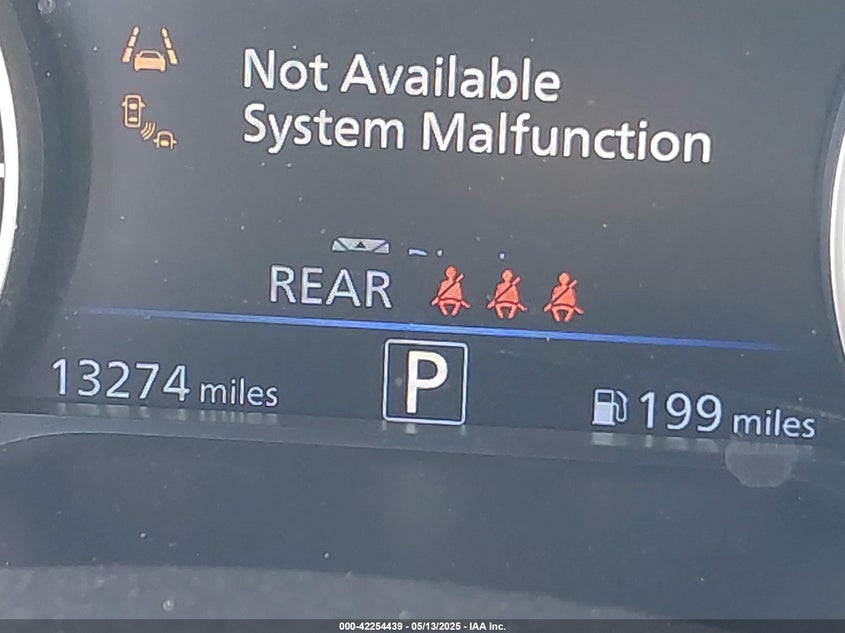 Not Available
System Malfunction
REAR
P
13274 miles
199 miles
000-42254439 - 05/13/2025 - IAA Inc.